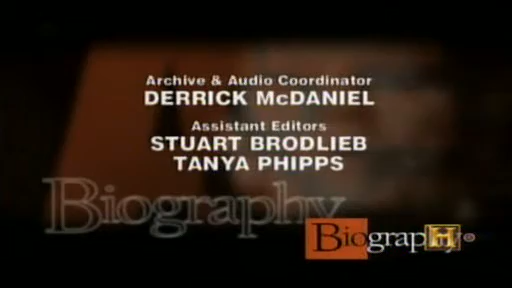 Archive & Audio Coordinator
DERRICK McDANIEL
Assistant Editors
STUART BRODLIEB
TANYA PHIPPS
Biography
Biography
H